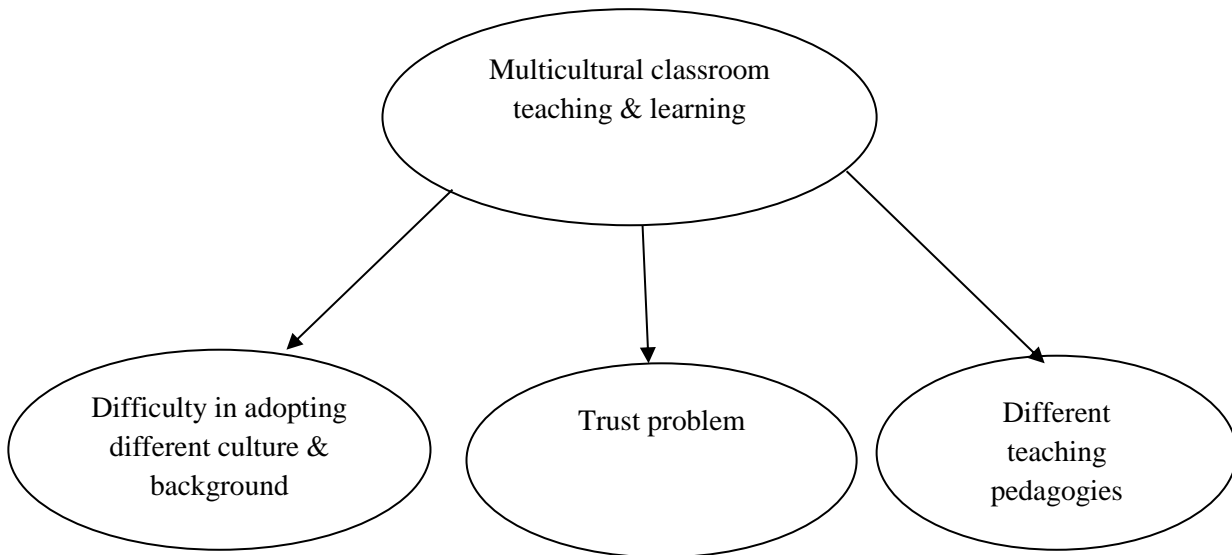 Multicultural classroom
teaching & learning
Difficulty in adopting
different culture &
background
Trust problem
Different
teaching
pedagogies